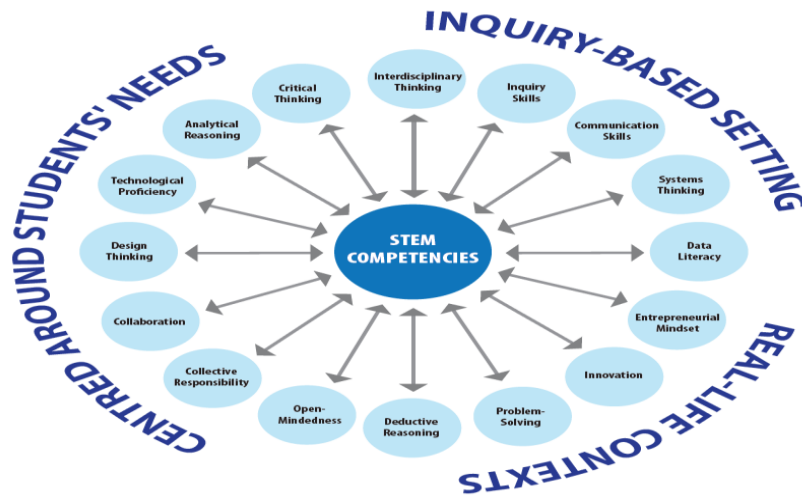 INQUIRY-BASED SETTING
CENTRED AROUND STUDENTS' NEEDS
REAL-LIFE CONTEXTS
STEM
COMPETENCIES
Interdisciplinary
Thinking
Inquiry
Skills
Communication
Skills
Systems
Thinking
Data
Literacy
Entrepreneurial
Mindset
Innovation
Problem-
Solving
Deductive
Reasoning
Open-
Mindedness
Collective
Responsibility
Collaboration
Design
Thinking
Technological
Proficiency
Analytical
Reasoning
Critical
Thinking